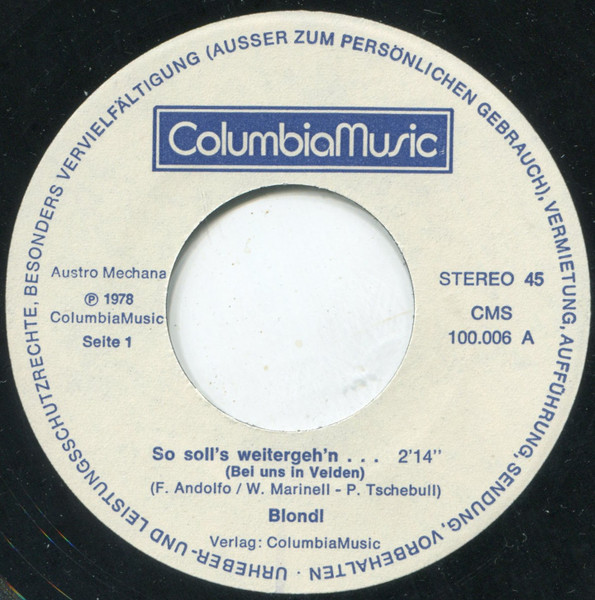 URHEBER- UND LEISTUNGSSCHUTZRECHTE, BESONDERS VERVIELFÄLTIGUNG (AUSSER ZUM PERSÖNLICHEN GEBRAUCH), VERMIETUNG, AUFFÜHRUNG, SENDUNG, VORBEHALTEN ·
ColumbiaMusic
Austro Mechana
℗ 1978
ColumbiaMusic
Seite 1
STEREO 45
CMS
100.006 A
So soll's weitergeh'n . . . 2'14''
(Bei uns in Velden)
(F. Andolfo / W. Marinell - P. Tschebull)
Blondl
Verlag: ColumbiaMusic